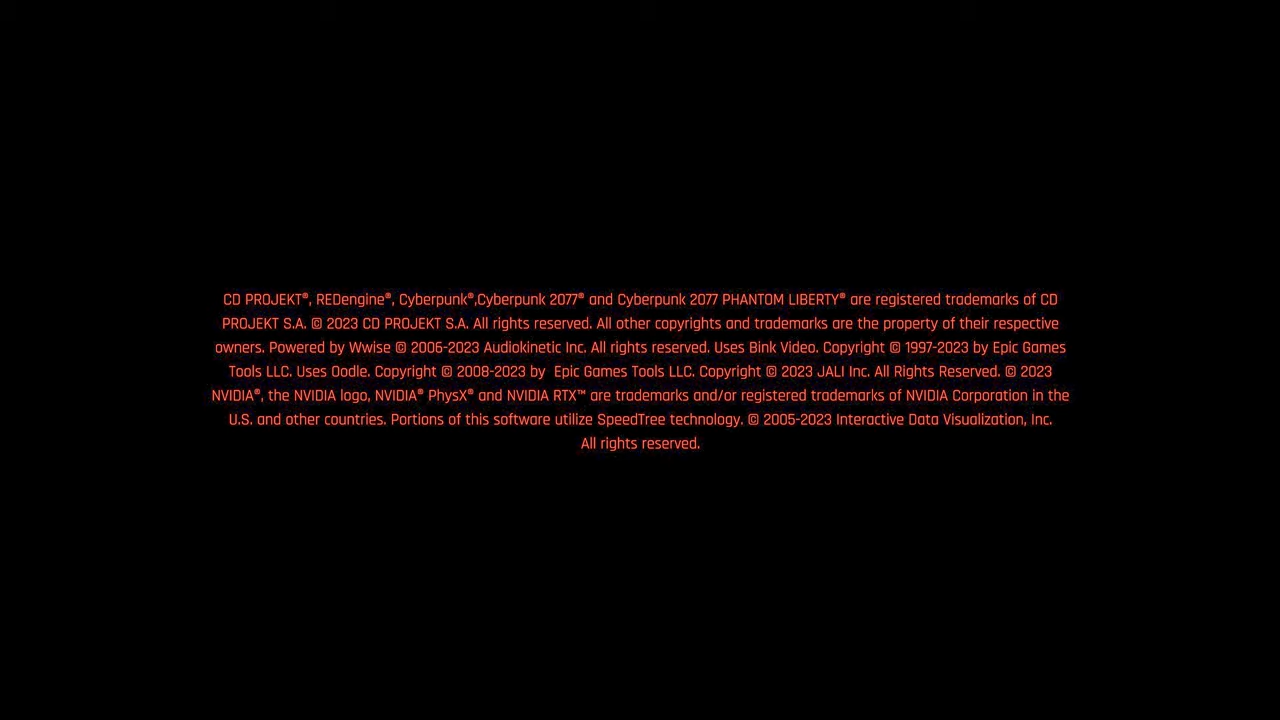 CD PROJEKT®, REDengine®, Cyberpunk®,Cyberpunk 2077® and Cyberpunk 2077 PHANTOM LIBERTY® are registered trademarks of CD
PROJEKT S.A. © 2023 CD PROJEKT S.A. All rights reserved. All other copyrights and trademarks are the property of their respective
owners. Powered by Wwise © 2006-2023 Audiokinetic Inc. All rights reserved. Uses Bink Video. Copyright © 1997-2023 by Epic Games
Tools LLC. Uses Oodle. Copyright © 2008-2023 by  Epic Games Tools LLC. Copyright © 2023 JALI Inc. All Rights Reserved. © 2023
NVIDIA®, the NVIDIA logo, NVIDIA® PhysX® and NVIDIA RTX™ are trademarks and/or registered trademarks of NVIDIA Corporation in the
U.S. and other countries. Portions of this software utilize SpeedTree technology. © 2005-2023 Interactive Data Visualization, Inc.
All rights reserved.